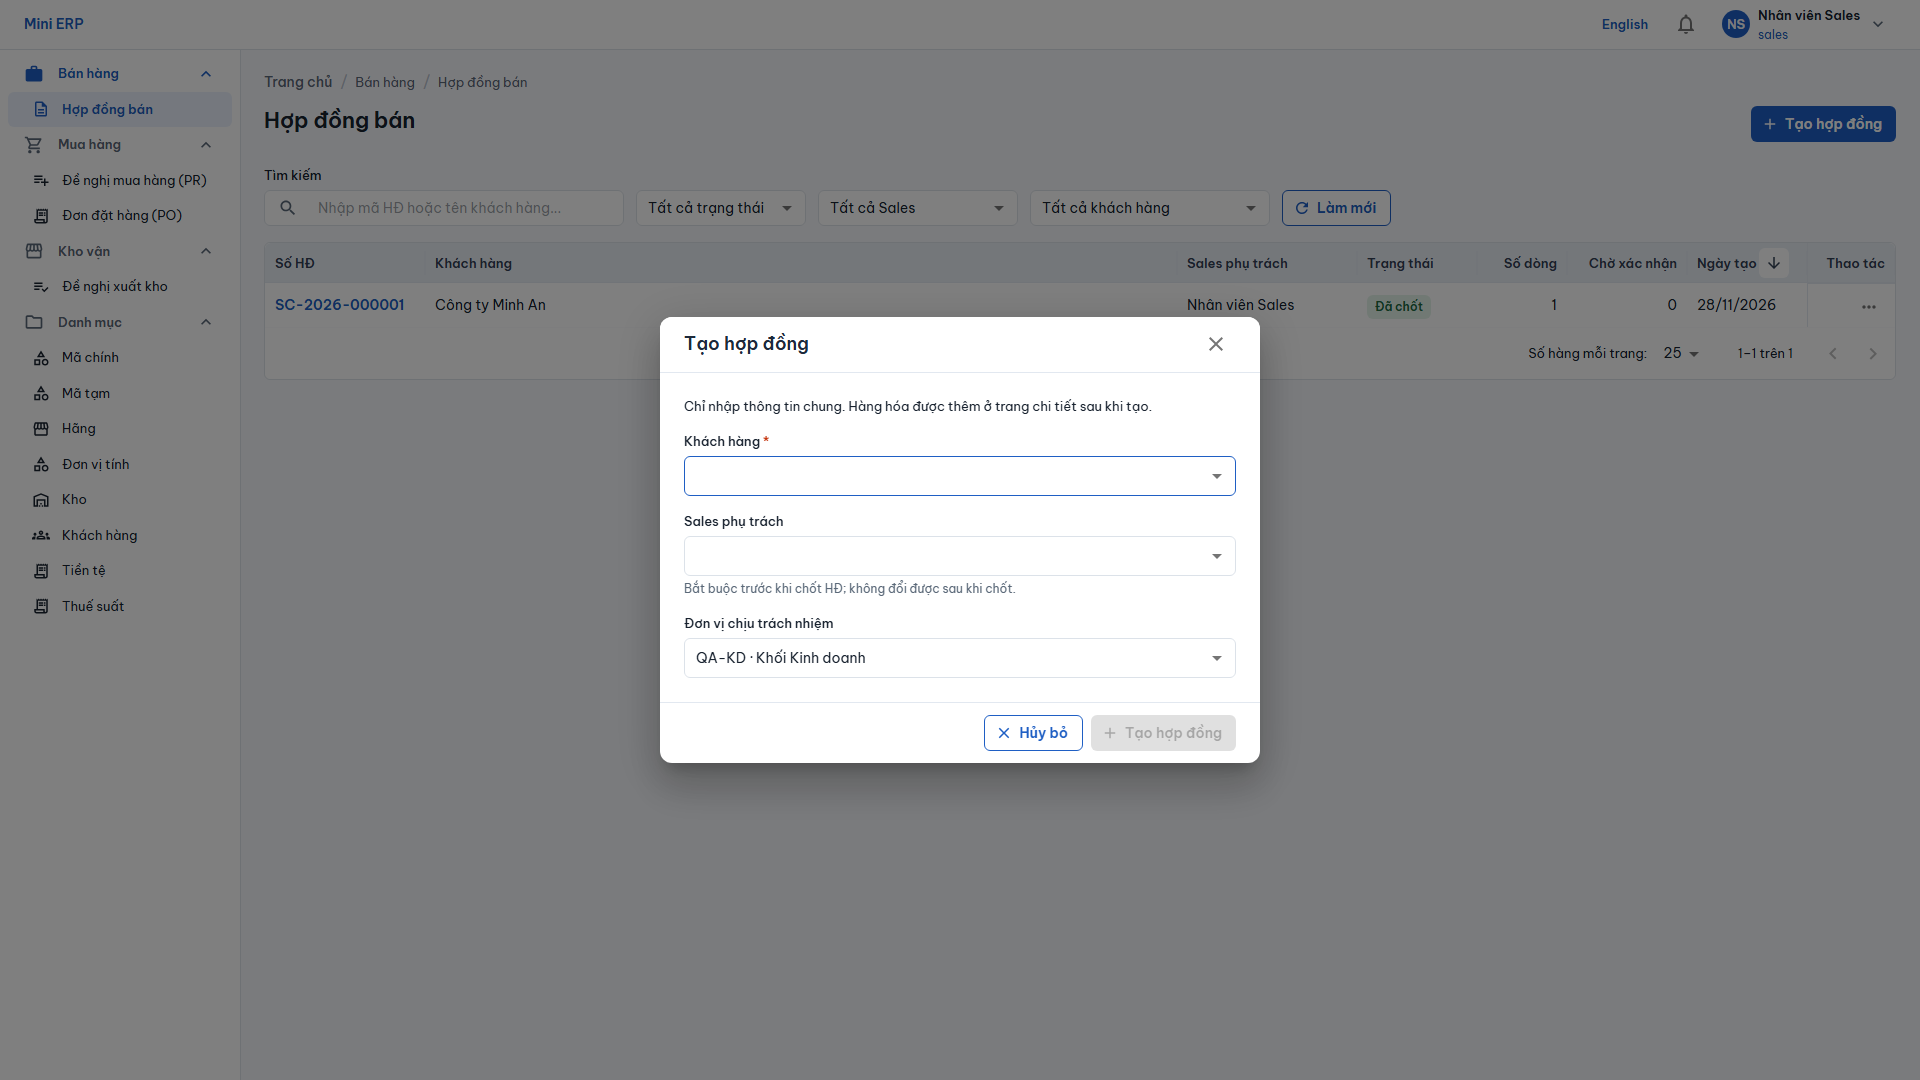 Mini ERP
English
NS
Nhân viên Sales
sales
Bán hàng
Hợp đồng bán
Mua hàng
Đề nghị mua hàng (PR)
Đơn đặt hàng (PO)
Kho vận
Đề nghị xuất kho
Danh mục
Mã chính
Mã tạm
Hãng
Đơn vị tính
Kho
Khách hàng
Tiền tệ
Thuế suất
Trang chủ / Bán hàng / Hợp đồng bán
Hợp đồng bán
+ Tạo hợp đồng
Tìm kiếm
Nhập mã HĐ hoặc tên khách hàng...
Tất cả trạng thái
Tất cả Sales
Tất cả khách hàng
Làm mới
Số HĐ Khách hàng Sales phụ trách Trạng thái Số dòng Chờ xác nhận Ngày tạo Thao tác
SC-2026-000001 Công ty Minh An Nhân viên Sales Đã chốt 1 0 28/11/2026
Số hàng mỗi trang: 25 1–1 trên 1
Tạo hợp đồng
Chỉ nhập thông tin chung. Hàng hóa được thêm ở trang chi tiết sau khi tạo.
Khách hàng *
Sales phụ trách
Bắt buộc trước khi chốt HĐ; không đổi được sau khi chốt.
Đơn vị chịu trách nhiệm
QA-KD · Khối Kinh doanh
Hủy bỏ
+ Tạo hợp đồng